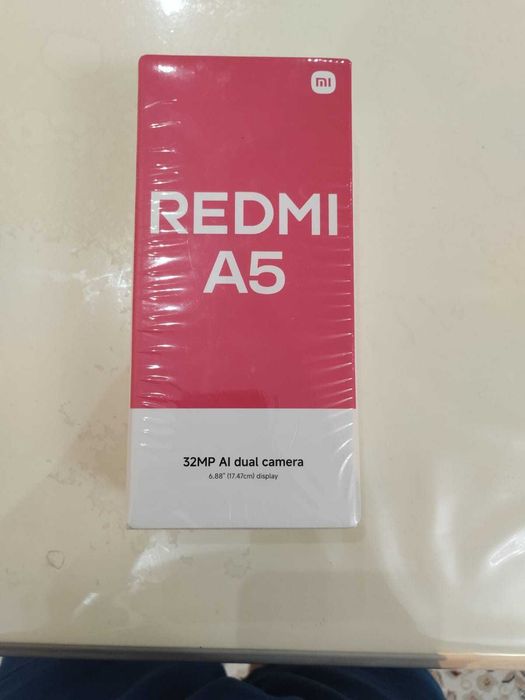 mi
REDMI
A5
32MP AI dual camera
6.88" (17.47cm) display